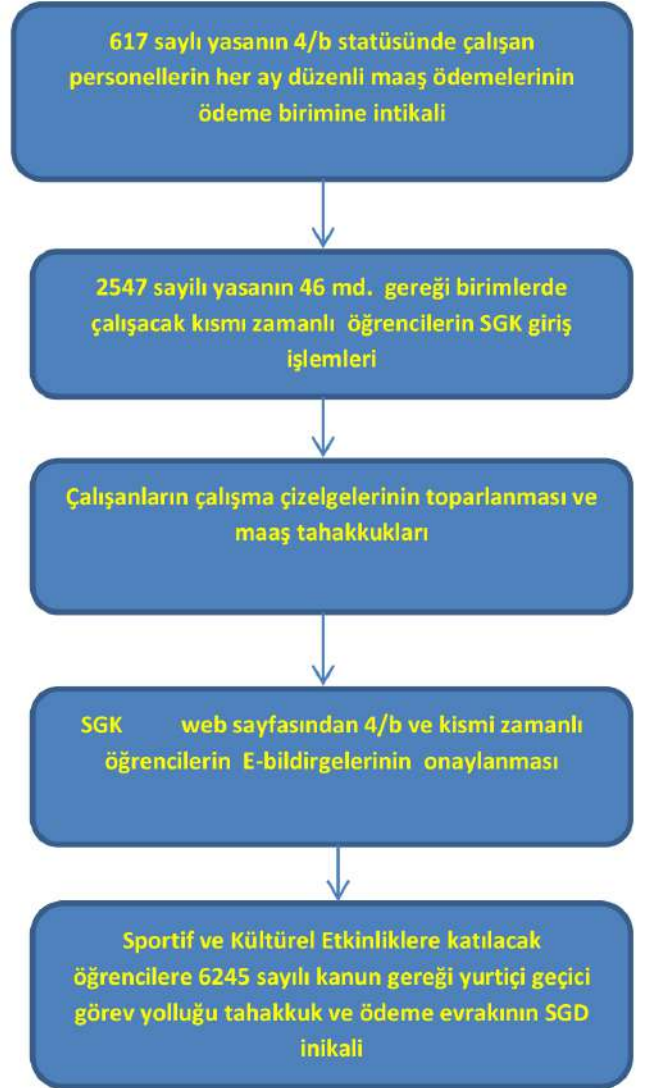 617 saylı yasanın 4/b statüsünde çalışan
personellerin her ay düzenli maaş ödemelerinin
ödeme birimine intikali
2547 sayilı yasanın 46 md. gereği birimlerde
çalışacak kısmı zamanlı öğrencilerin SGK giriş
işlemleri
Çalışanların çalışma çizelgelerinin toparlanması ve
maaş tahakkukları
SGK web sayfasından 4/b ve kismi zamanlı
öğrencilerin E-bildirgelerinin onaylanması
Sportif ve Kültürel Etkinliklere katılacak
öğrencilere 6245 sayılı kanun gereği yurtiçi geçici
görev yolluğu tahakkuk ve ödeme evrakının SGD
inikali